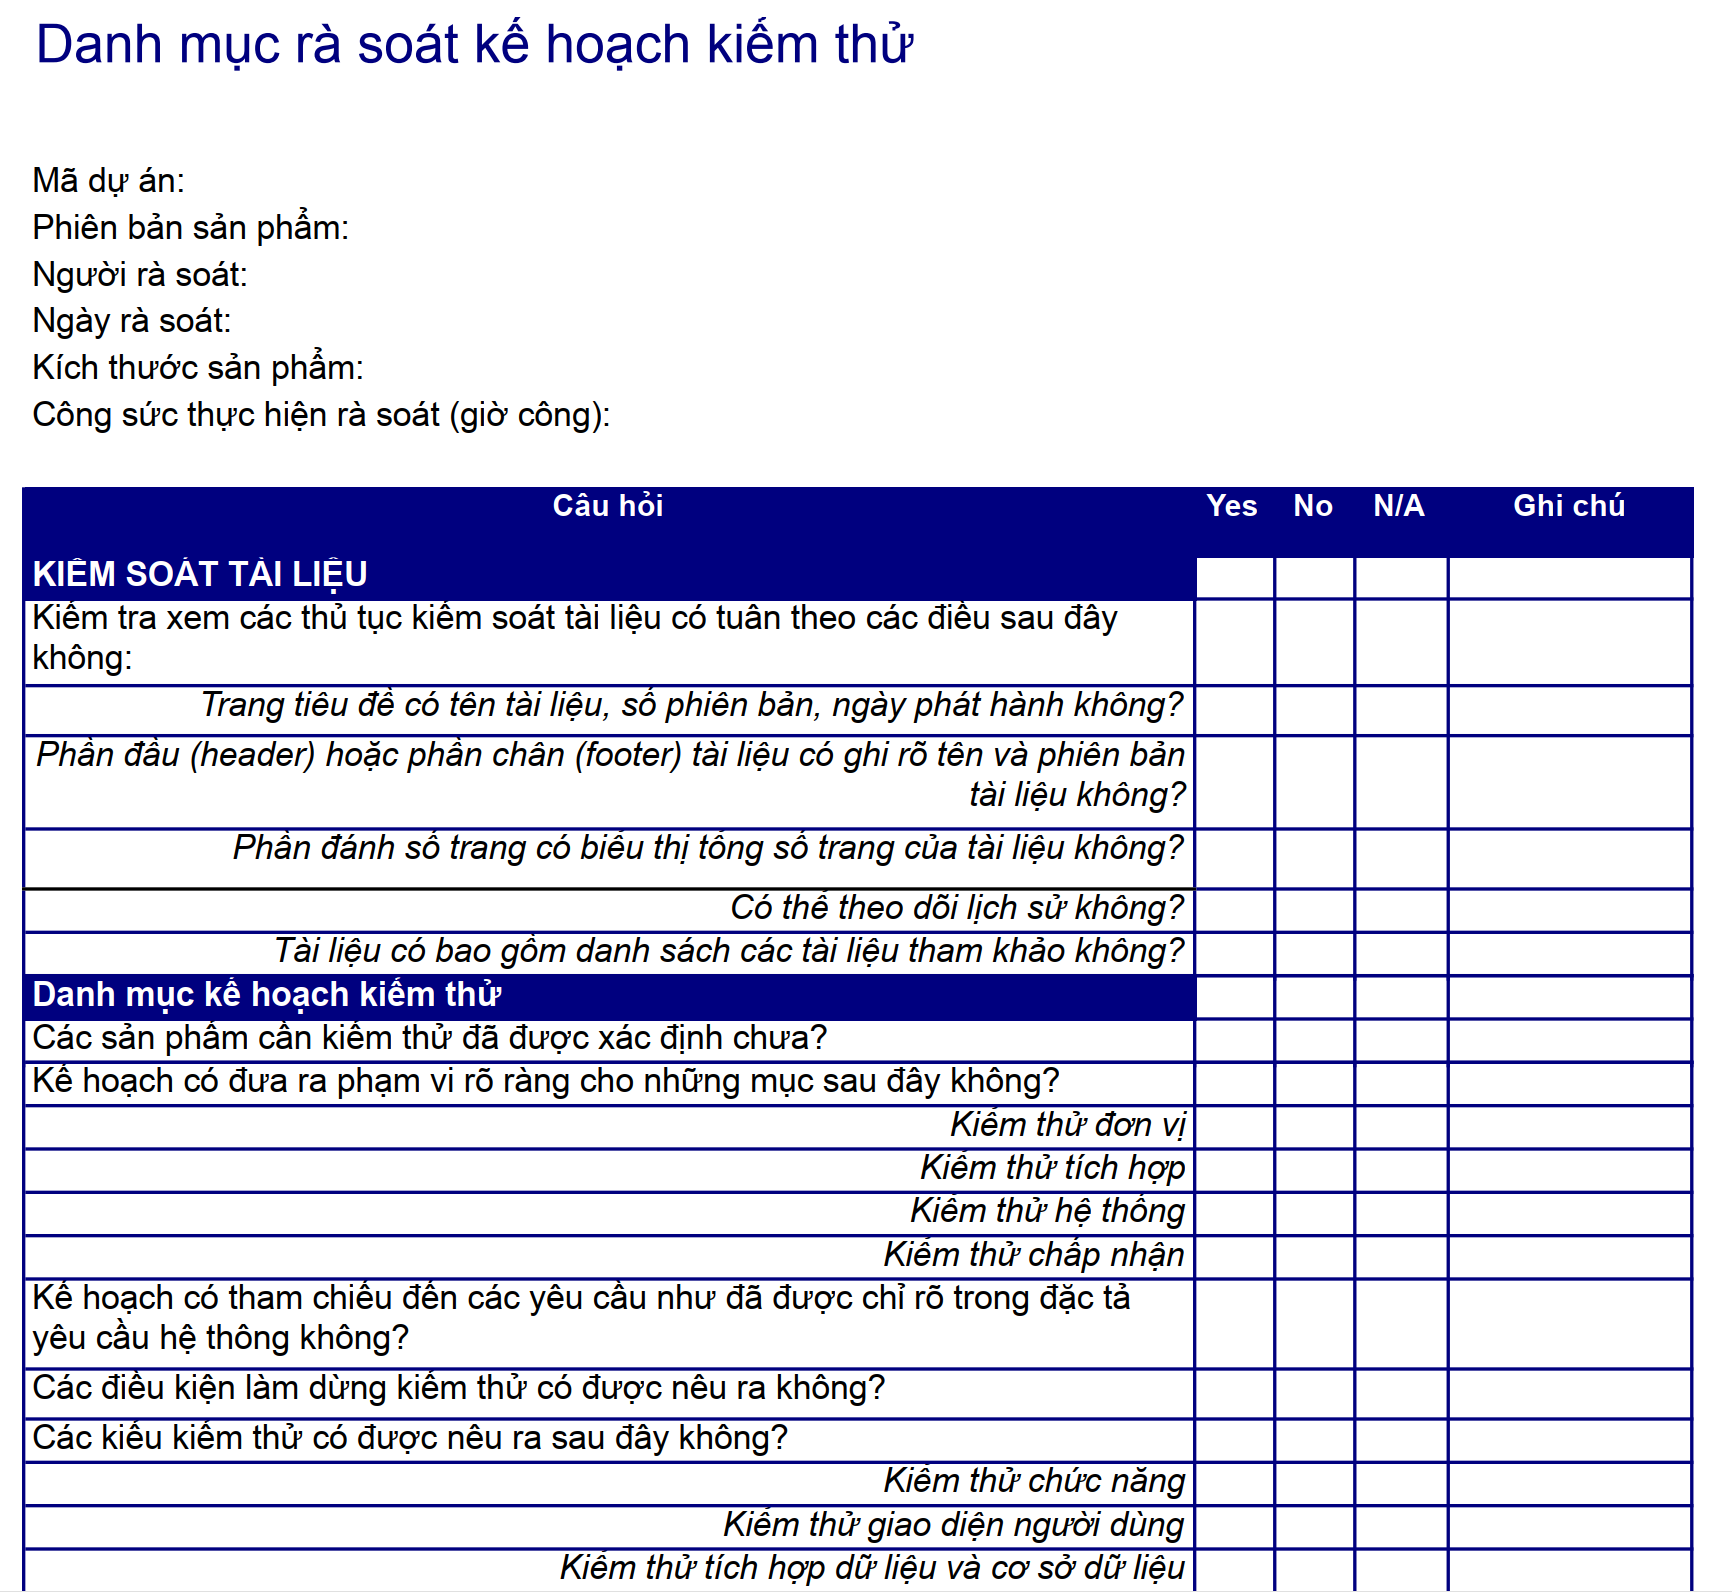 Danh mục rà soát kế hoạch kiểm thử
Mã dự án:
Phiên bản sản phẩm:
Người rà soát:
Ngày rà soát:
Kích thước sản phẩm:
Công sức thực hiện rà soát (giờ công):
Câu hỏi Yes No N/A Ghi chú
KIỂM SOÁT TÀI LIỆU
Kiểm tra xem các thủ tục kiểm soát tài liệu có tuân theo các điều sau đây
không:
Trang tiêu đề có tên tài liệu, số phiên bản, ngày phát hành không?
Phần đầu (header) hoặc phần chân (footer) tài liệu có ghi rõ tên và phiên bản
tài liệu không?
Phần đánh số trang có biểu thị tổng số trang của tài liệu không?
Có thể theo dõi lịch sử không?
Tài liệu có bao gồm danh sách các tài liệu tham khảo không?
Danh mục kế hoạch kiểm thử
Các sản phẩm cần kiểm thử đã được xác định chưa?
Kế hoạch có đưa ra phạm vi rõ ràng cho những mục sau đây không?
Kiểm thử đơn vị
Kiểm thử tích hợp
Kiểm thử hệ thống
Kiểm thử chấp nhận
Kế hoạch có tham chiếu đến các yêu cầu như đã được chỉ rõ trong đặc tả
yêu cầu hệ thông không?
Các điều kiện làm dừng kiểm thử có được nêu ra không?
Các kiểu kiểm thử có được nêu ra sau đây không?
Kiểm thử chức năng
Kiểm thử giao diện người dùng
Kiểm thử tích hợp dữ liệu và cơ sở dữ liệu